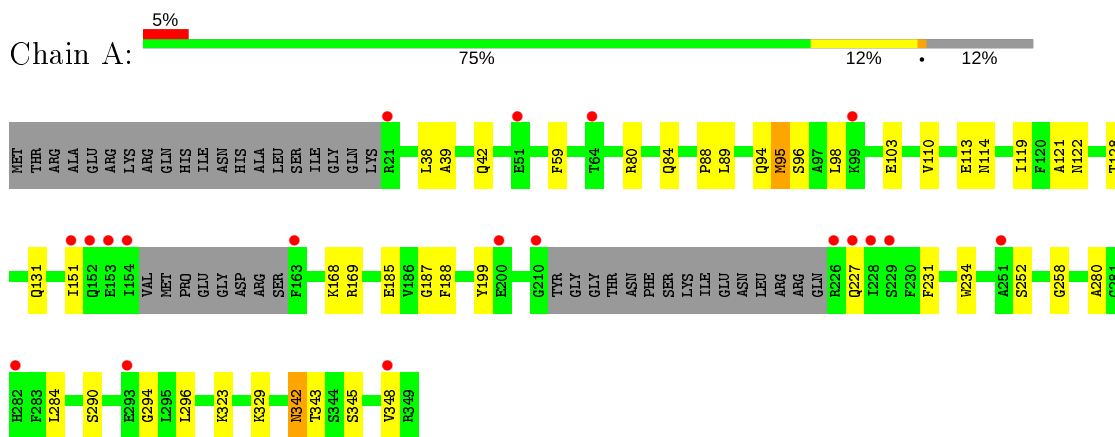 5%
Chain A:
75% 12% • 12%
MET THR ARG ALA GLU ARG LYS ARG GLN HIS ILE ASN HIS ALA LEU SER ILE GLY GLN LYS R21 L38 A39 Q42 E51 F59 T64 R80 Q84 P88 L89 Q94 M95 S96 A97 L98 K99 E103 V110 E113 N114 I119 F120 A121 N122
Q131 I151 Q152 E153 I154 VAL MET PRO GLU GLY ASP ARG SER F163 K168 R169 E185 V186 G187 F188 Y199 E200 G210 TYR GLY GLY THR ASN PHE SER LYS ILE GLU ASN LEU ARG ARG GLN R226 Q227 I228 S229 F230 F231 W234 A251 S252 G258 A280
H282 F283 L284 S290 E293 G294 L295 L296 K323 K329 N342 T343 S344 S345 V348 R349